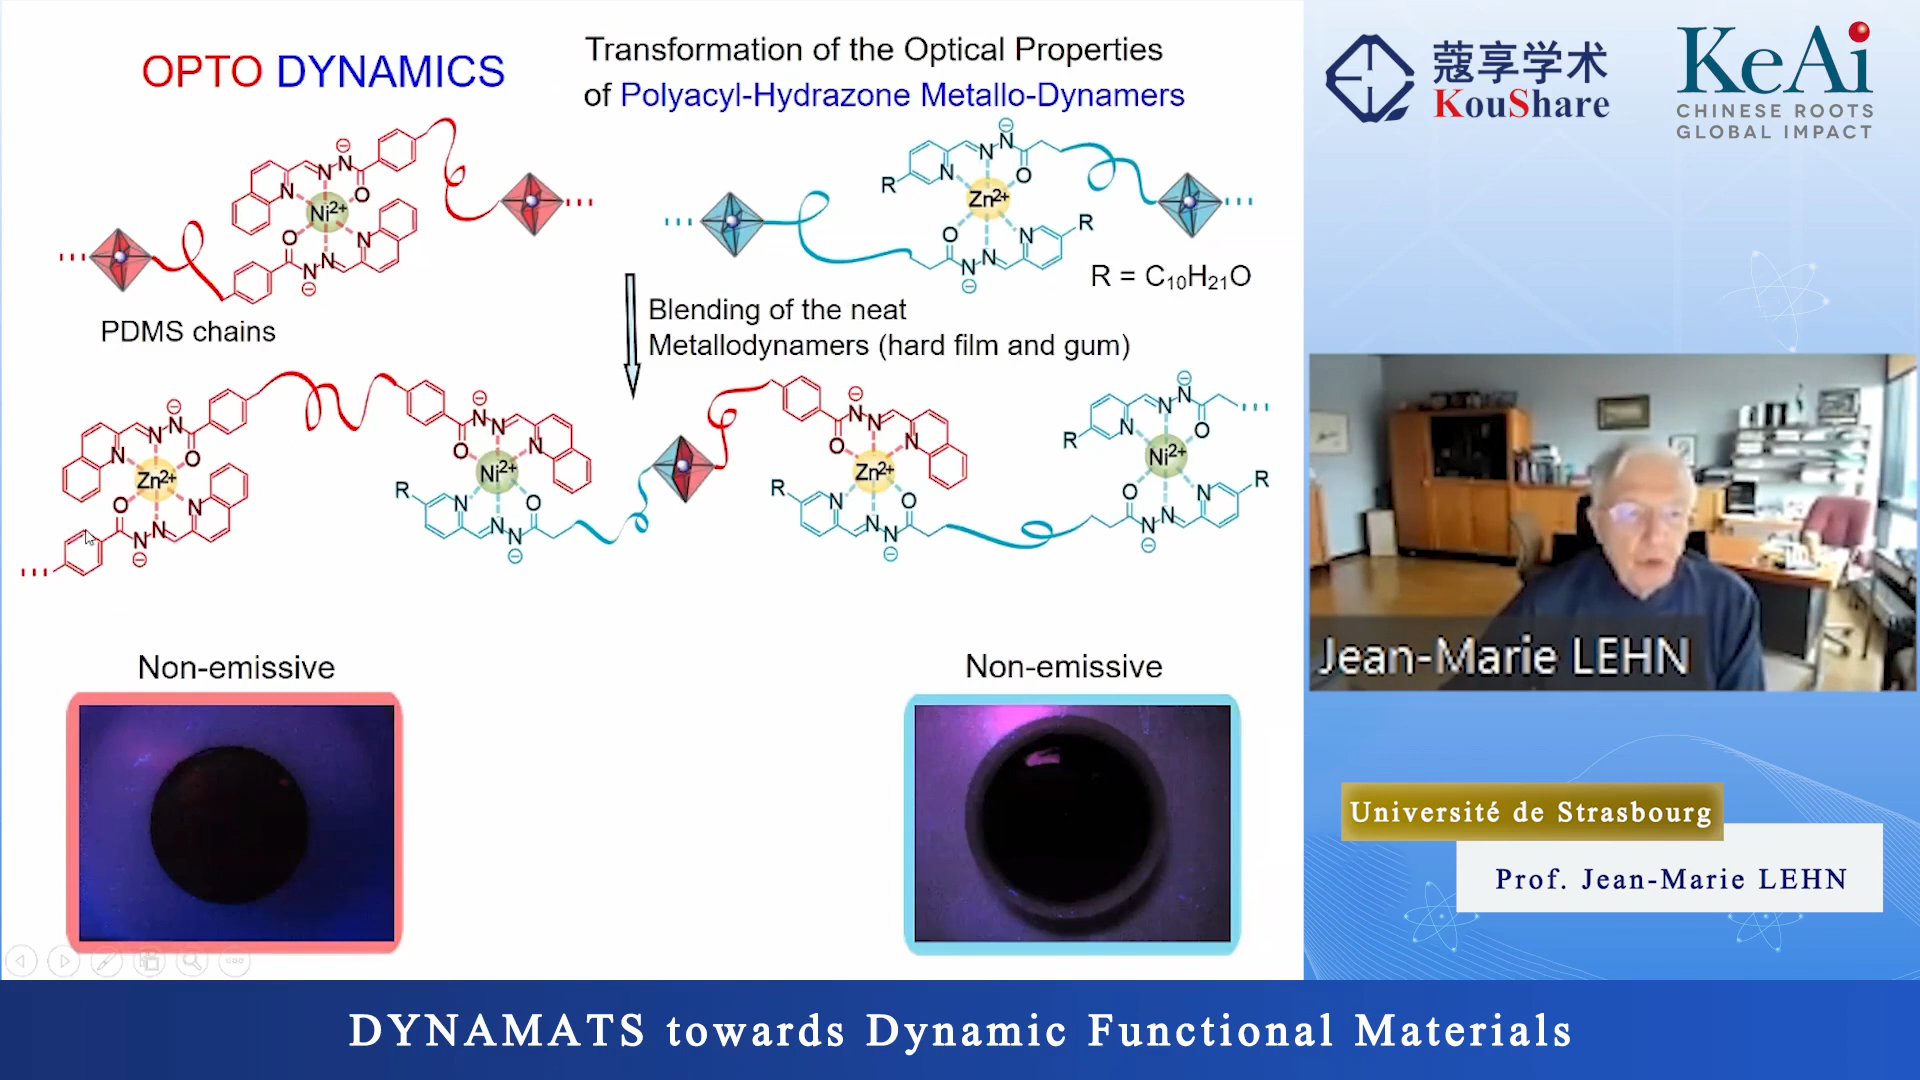 OPTO DYNAMICS
Transformation of the Optical Properties
of Polyacyl-Hydrazone Metallo-Dynamers
N
N
N
O
Ni2+
O
N
N
N
PDMS chains
N
N
N
O
R
Zn2+
R
O
N
N
N
R = C10H21O
Blending of the neat
Metallodynamers (hard film and gum)
N
N
N
O
Zn2+
O
N
N
N
N
N
O
N
Ni2+
R
N
O
N
N
N
N
O
N
Zn2+
R
N
O
N
N
N
N
N
R
O
Ni2+
R
O
N
N
N
Non-emissive
Non-emissive
蔻享学术
KouShare
KeAi
CHINESE ROOTS
GLOBAL IMPACT
Jean-Marie LEHN
Université de Strasbourg
Prof. Jean-Marie LEHN
DYNAMATS towards Dynamic Functional Materials